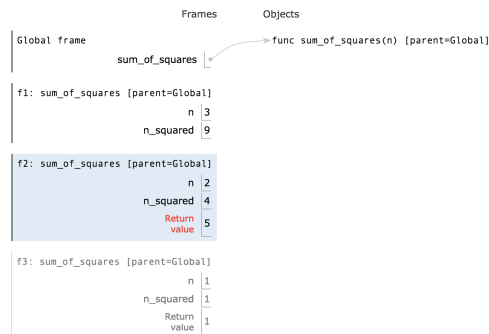 Frames Objects
Global frame func sum_of_squares(n) [parent=Global]
sum_of_squares
f1: sum_of_squares [parent=Global]
n 3
n_squared 9
f2: sum_of_squares [parent=Global]
n 2
n_squared 4
Return
value 5
f3: sum_of_squares [parent=Global]
n 1
n_squared 1
Return
value 1